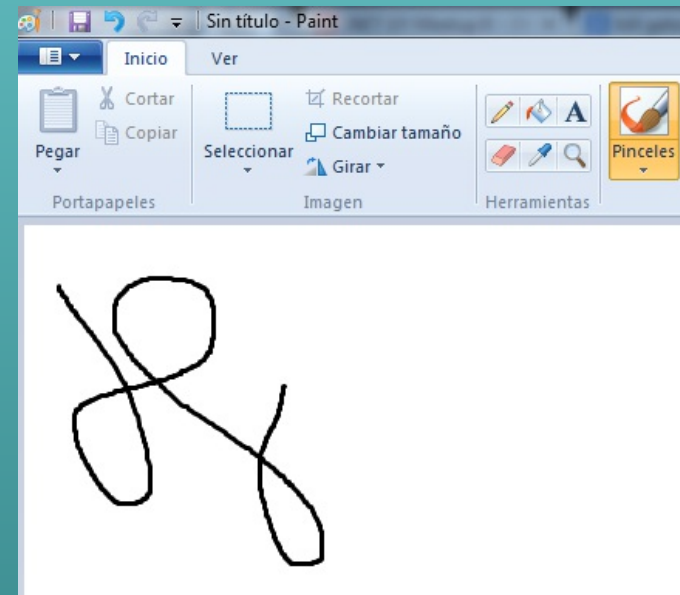 Sin título - Paint
Inicio Ver
Pegar
Cortar
Copiar
Portapapeles
Seleccionar
Recortar
Cambiar tamaño
Girar
Imagen
A
Herramientas
Pinceles